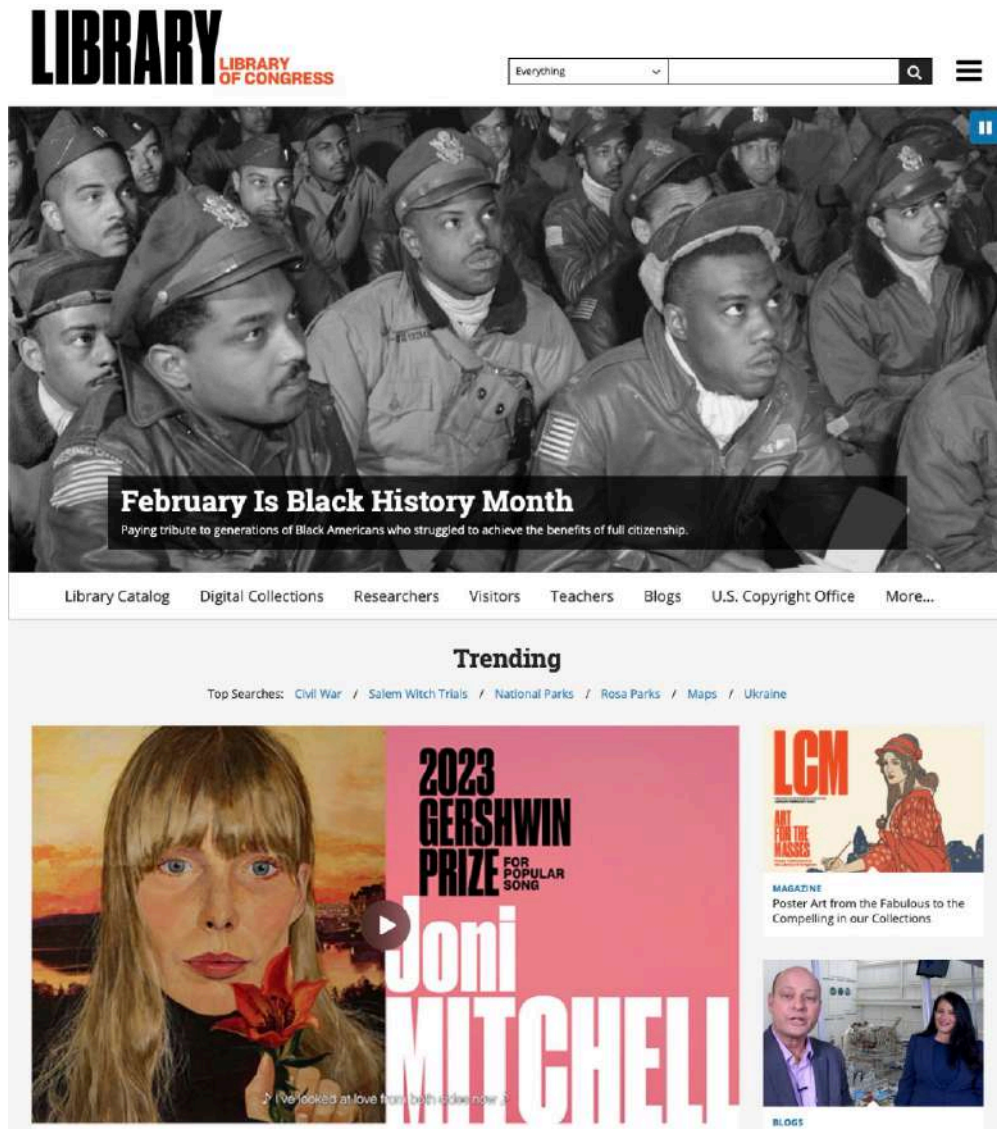 LIBRARY
LIBRARY
OF CONGRESS
Everything
February Is Black History Month
Paying tribute to generations of Black Americans who struggled to achieve the benefits of full citizenship.
Library Catalog Digital Collections Researchers Visitors Teachers Blogs U.S. Copyright Office More...
Trending
Top Searches: Civil War / Salem Witch Trials / National Parks / Rosa Parks / Maps / Ukraine
2023
GERSHWIN
PRIZE FOR
POPULAR
SONG
Joni
MITCHELL
♪ I've looked at love from both sides now ♪
LCM
ART
FOR THE
MASSES
MAGAZINE
Poster Art from the Fabulous to the
Compelling in our Collections
BLOGS